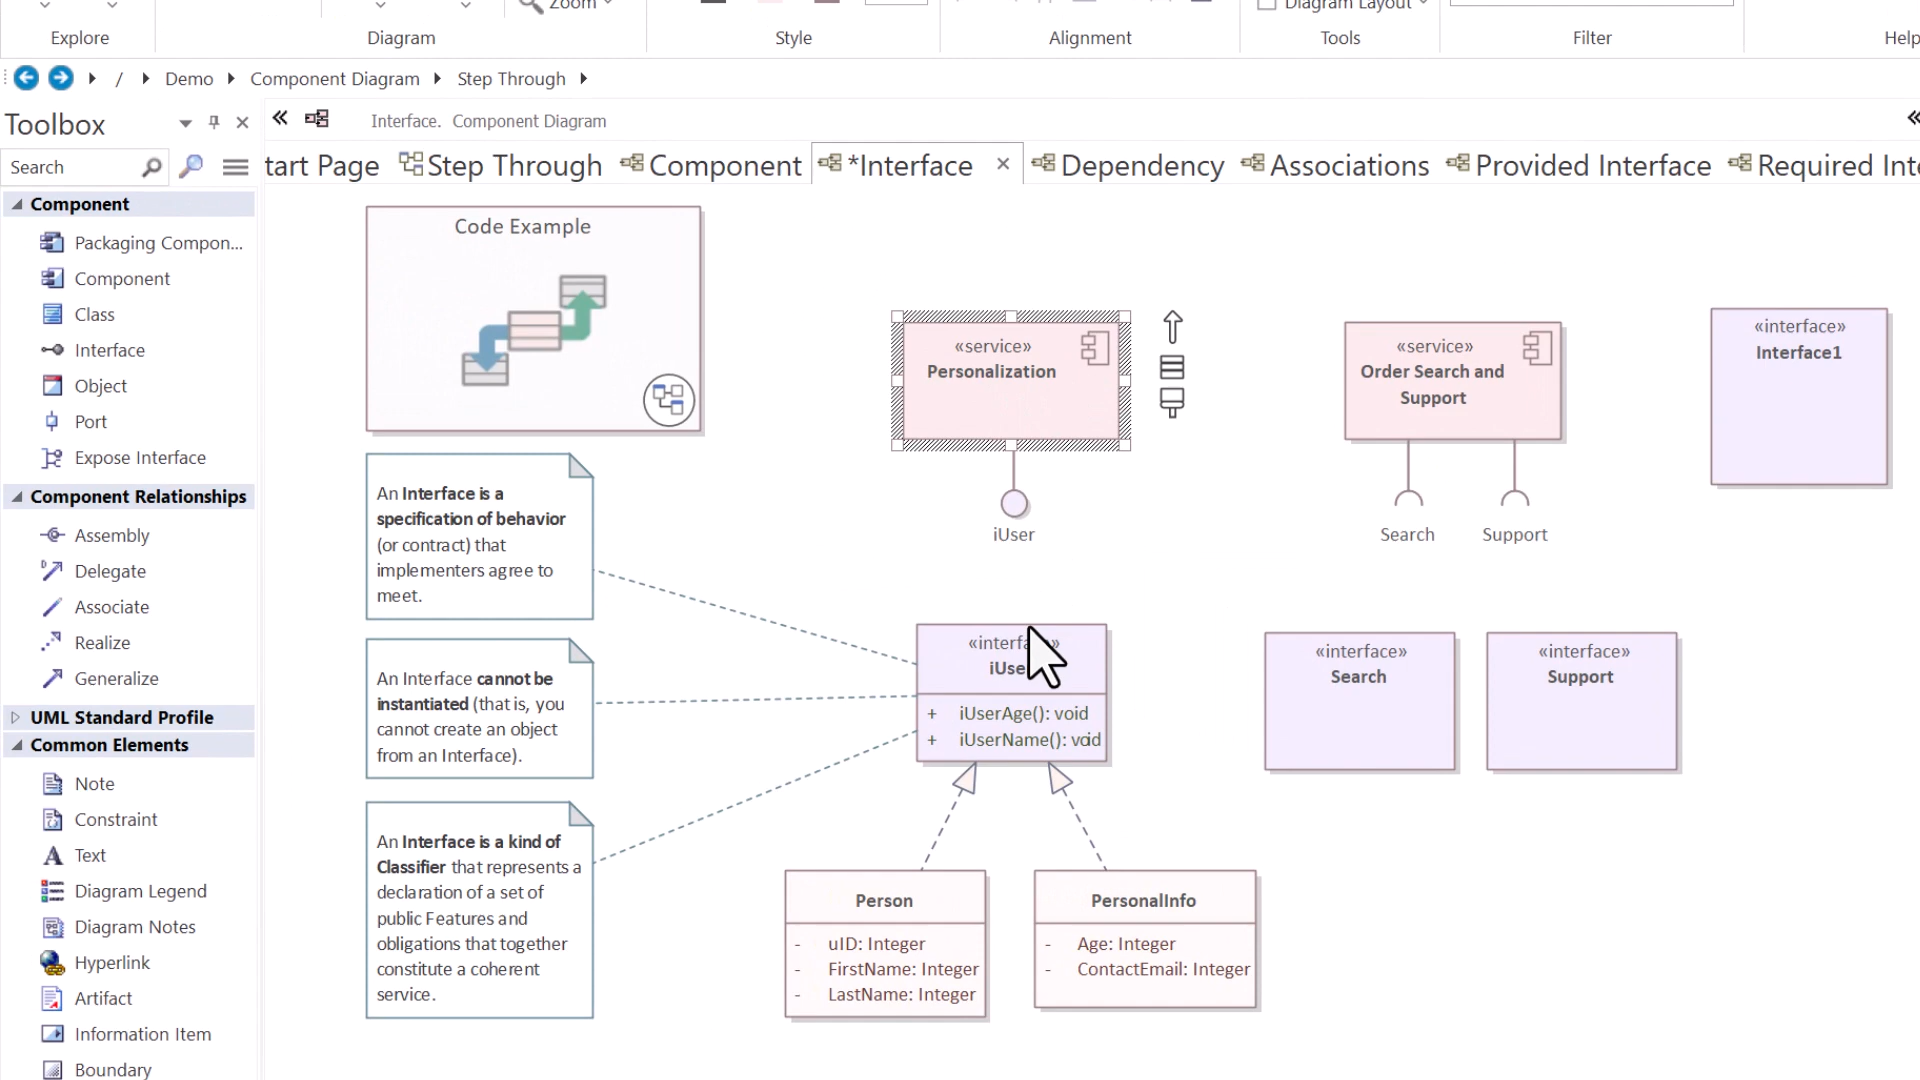 Zoom
Diagram Layout
Explore
Diagram
Style
Alignment
Tools
Filter
Help
/ Demo Component Diagram Step Through
Toolbox
Interface. Component Diagram
Search
tart Page
Step Through
Component
*Interface
Dependency
Associations
Provided Interface
Required Inte
Component
Packaging Compon...
Component
Class
Interface
Object
Port
Expose Interface
Component Relationships
Assembly
Delegate
Associate
Realize
Generalize
UML Standard Profile
Common Elements
Note
Constraint
Text
Diagram Legend
Diagram Notes
Hyperlink
Artifact
Information Item
Boundary
Code Example
«service»
Personalization
iUser
«service»
Order Search and
Support
Search
Support
«interface»
Interface1
An Interface is a
specification of behavior
(or contract) that
implementers agree to
meet.
An Interface cannot be
instantiated (that is, you
cannot create an object
from an Interface).
An Interface is a kind of
Classifier that represents a
declaration of a set of
public Features and
obligations that together
constitute a coherent
service.
+ iUserAge(): void
+ iUserName(): void
«interface»
Search
«interface»
Support
Person
- uID: Integer
- FirstName: Integer
- LastName: Integer
PersonalInfo
- Age: Integer
- ContactEmail: Integer